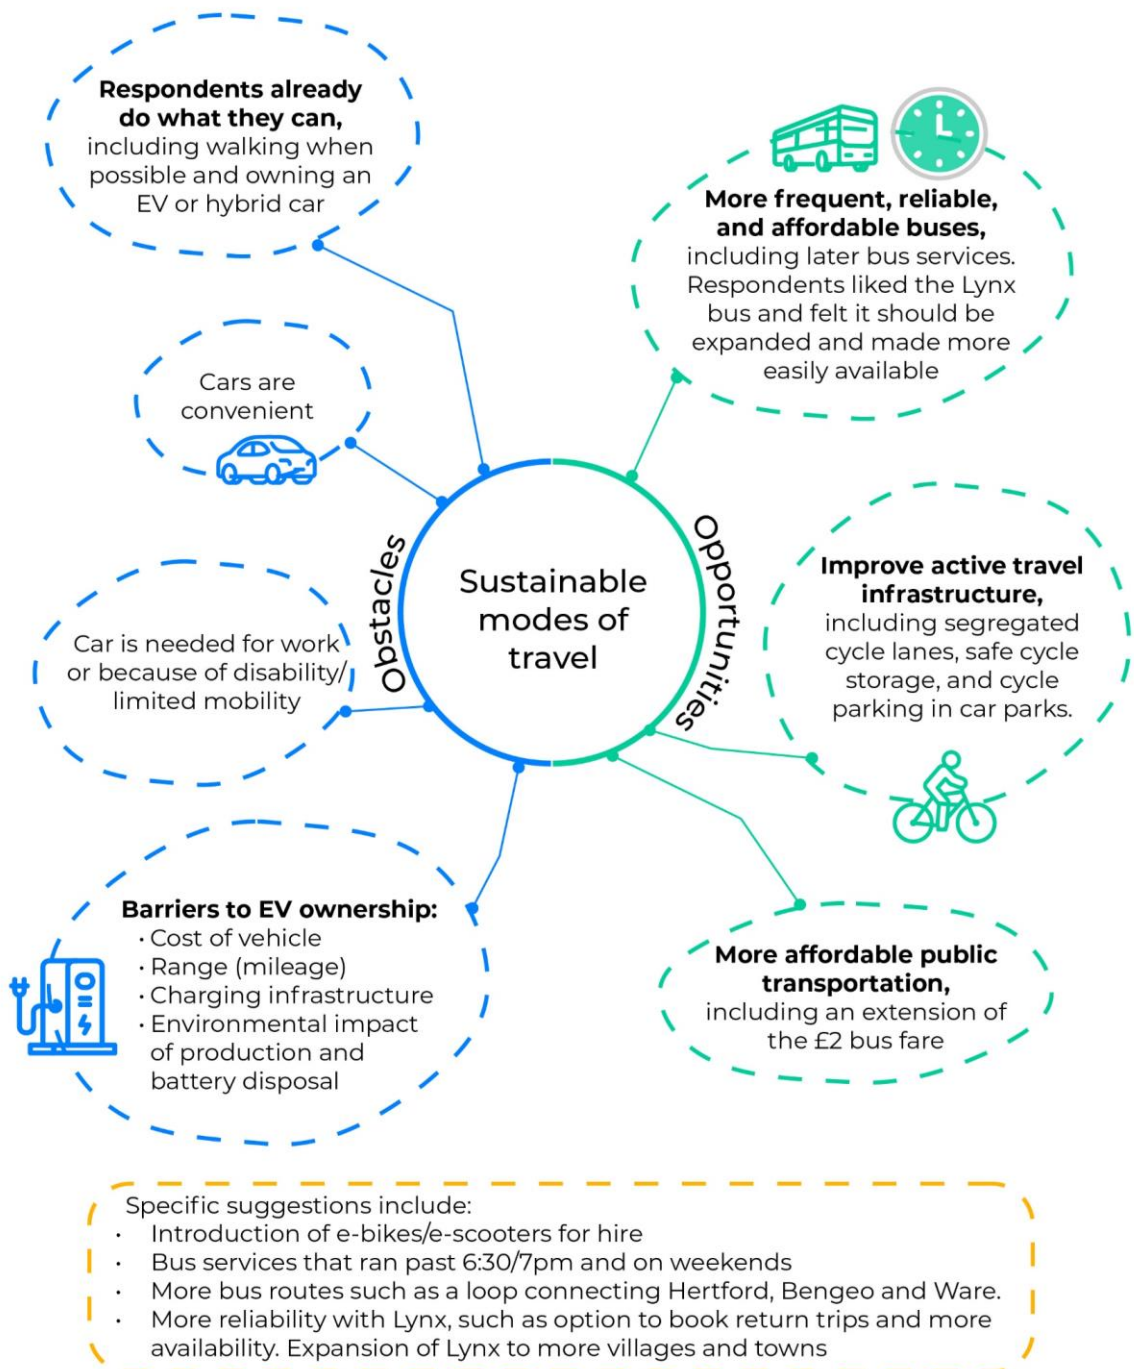 Respondents already
do what they can,
including walking when
possible and owning an
EV or hybrid car
More frequent, reliable,
and affordable buses,
including later bus services.
Respondents liked the Lynx
bus and felt it should be
expanded and made more
easily available
Cars are
convenient
Obstacles
Sustainable
modes of
travel
Opportunities
Improve active travel
infrastructure,
including segregated
cycle lanes, safe cycle
storage, and cycle
parking in car parks.
Car is needed for work
or because of disability/
limited mobility
Barriers to EV ownership:
· Cost of vehicle
· Range (mileage)
· Charging infrastructure
· Environmental impact
of production and
battery disposal
More affordable public
transportation,
including an extension of
the £2 bus fare
Specific suggestions include:
· Introduction of e-bikes/e-scooters for hire
· Bus services that ran past 6:30/7pm and on weekends
· More bus routes such as a loop connecting Hertford, Bengeo and Ware.
· More reliability with Lynx, such as option to book return trips and more
availability. Expansion of Lynx to more villages and towns